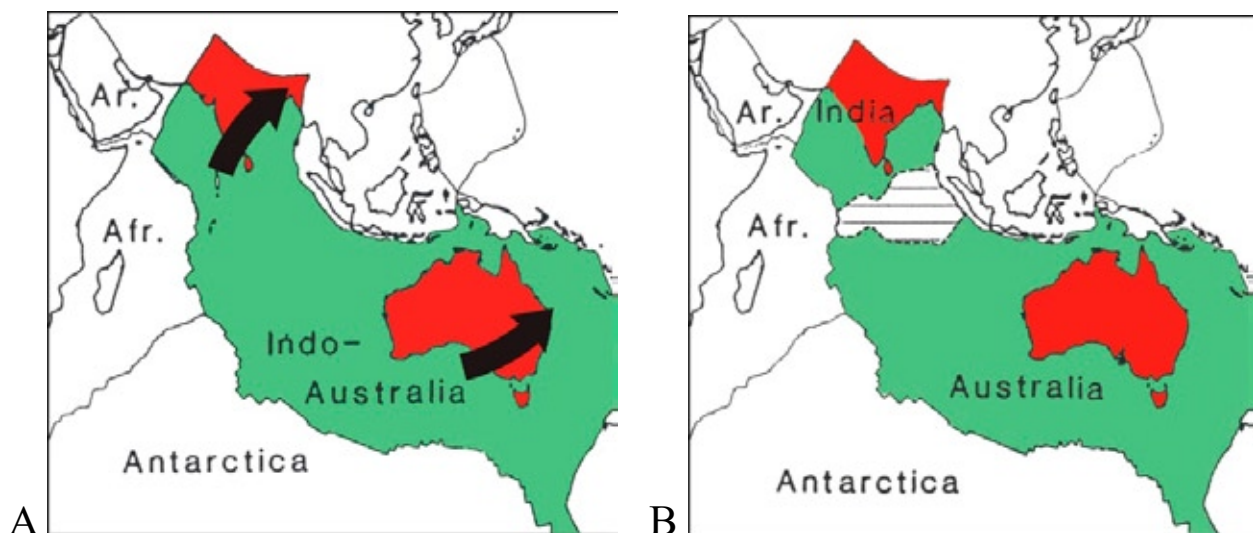 Ar.
Afr.
Indo-
Australia
Antarctica
A
Ar.
India
Afr.
Australia
Antarctica
B